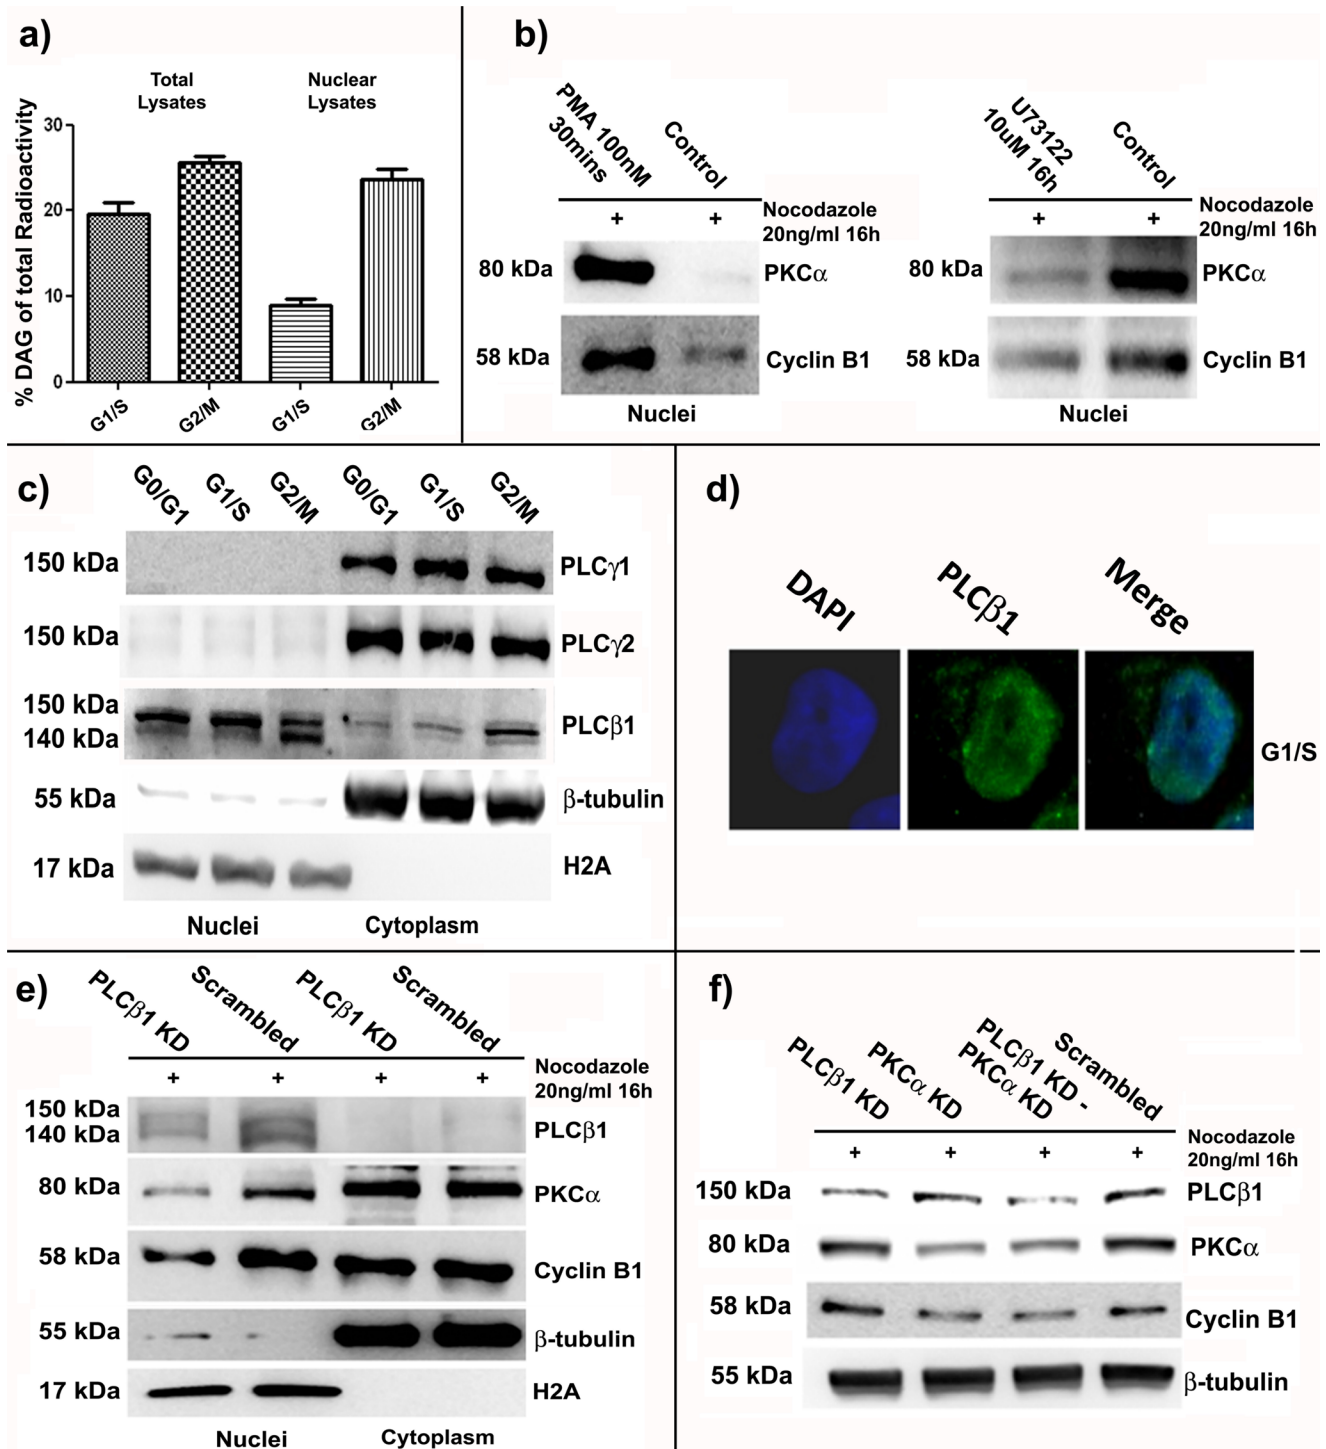 a)
Total
Lysates
Nuclear
Lysates
% DAG of total Radioactivity
30
20
10
0
G1/S
G2/M
G1/S
G2/M
b)
PMA 100nM
30mins
Control
+ +
Nocodazole
20ng/ml 16h
80 kDa
PKCα
58 kDa
Cyclin B1
Nuclei
U73122
10uM 16h
Control
+ +
Nocodazole
20ng/ml 16h
80 kDa
PKCα
58 kDa
Cyclin B1
Nuclei
c)
G0/G1 G1/S G2/M G0/G1 G1/S G2/M
150 kDa
PLCγ1
150 kDa
PLCγ2
150 kDa
140 kDa
PLCβ1
55 kDa
β-tubulin
17 kDa
H2A
Nuclei Cytoplasm
d)
DAPI
PLCβ1
Merge
G1/S
e)
PLCβ1 KD
Scrambled
PLCβ1 KD
Scrambled
+ + + +
Nocodazole
20ng/ml 16h
150 kDa
140 kDa
PLCβ1
80 kDa
PKCα
58 kDa
Cyclin B1
55 kDa
β-tubulin
17 kDa
H2A
Nuclei Cytoplasm
f)
PLCβ1 KD
PKCα KD
PLCβ1 KD -
PKCα KD
Scrambled
+ + + +
Nocodazole
20ng/ml 16h
150 kDa
PLCβ1
80 kDa
PKCα
58 kDa
Cyclin B1
55 kDa
β-tubulin